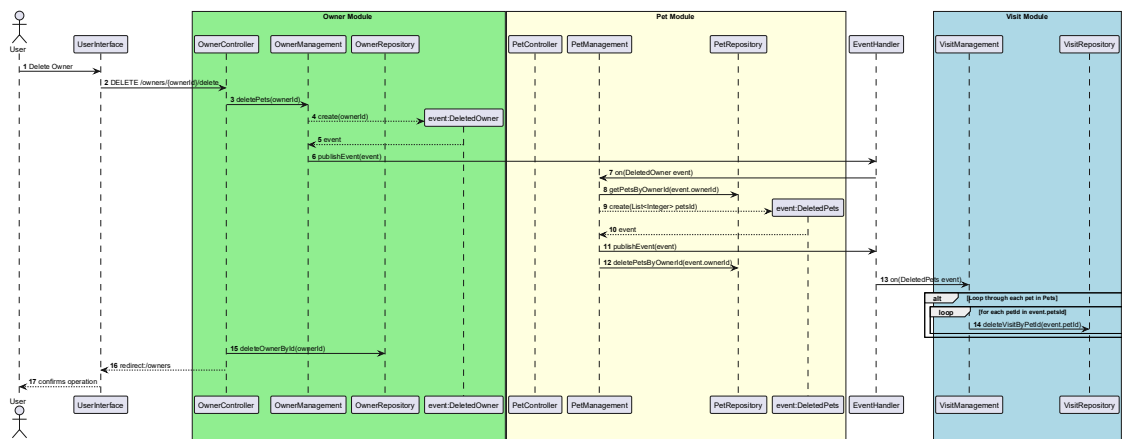 Owner Module
Pet Module
Visit Module
User
UserInterface
OwnerController
OwnerManagement
OwnerRepository
PetController
PetManagement
PetRepository
EventHandler
VisitManagement
VisitRepository
1 Delete Owner
2 DELETE /owners/{ownerId}/delete
3 deletePets(ownerId)
4 create(ownerId)
event:DeletedOwner
5 event
6 publishEvent(event)
7 on(DeletedOwner event)
8 getPetsByOwnerId(event.ownerId)
9 create(List<Integer> petsId)
event:DeletedPets
10 event
11 publishEvent(event)
12 deletePetsByOwnerId(event.ownerId)
13 on(DeletedPets event)
alt [Loop through each pet in Pets]
loop [for each petId in event.petsId]
14 deleteVisitByPetId(event.petId)
15 deleteOwnerById(ownerId)
16 redirect:/owners
17 confirms operation
User
UserInterface
OwnerController
OwnerManagement
OwnerRepository
event:DeletedOwner
PetController
PetManagement
PetRepository
event:DeletedPets
EventHandler
VisitManagement
VisitRepository